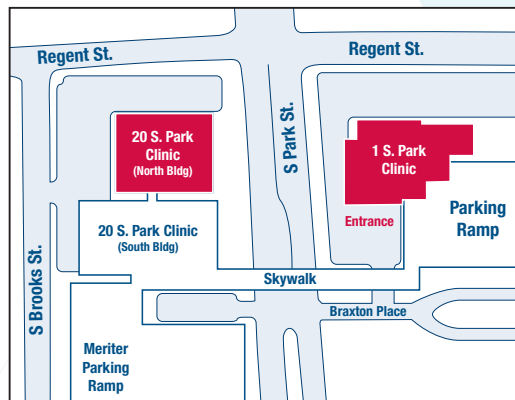 Regent St.
Regent St.
S Brooks St.
20 S. Park
Clinic
(North Bldg)
S Park St.
1 S. Park
Clinic
Entrance
Parking
Ramp
20 S. Park Clinic
(South Bldg)
Skywalk
Braxton Place
Meriter
Parking
Ramp